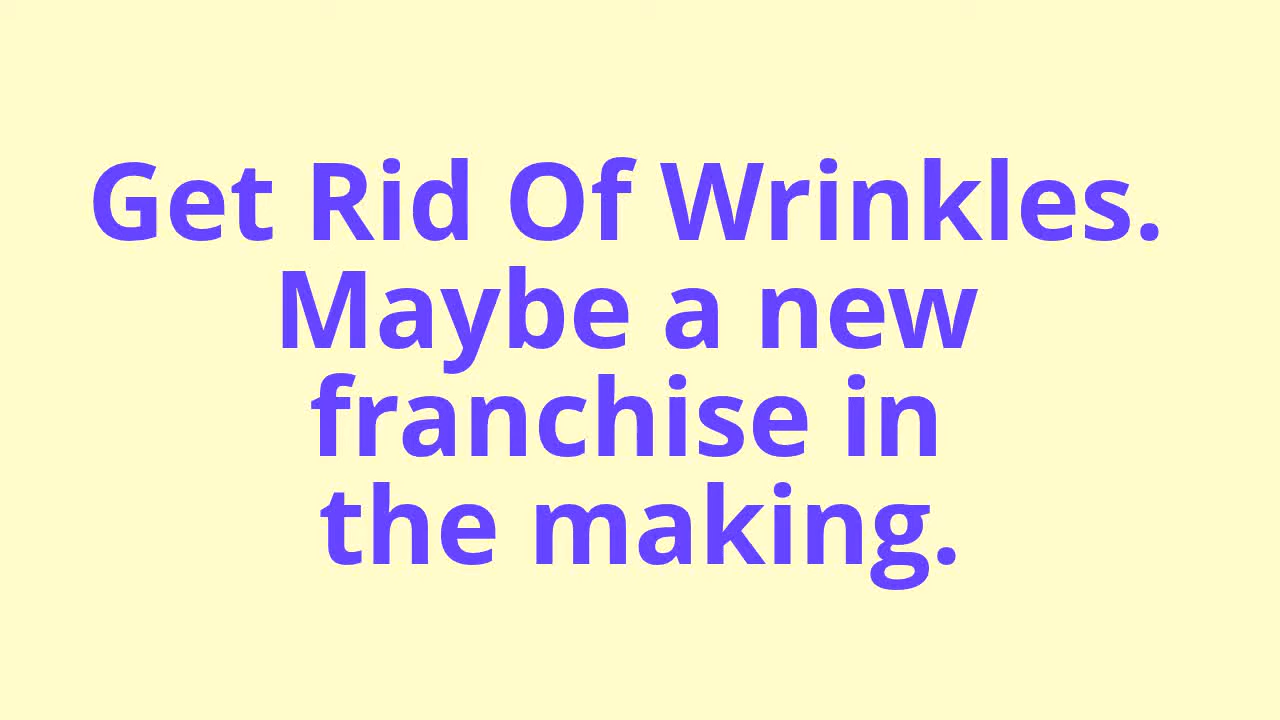 Get Rid Of Wrinkles.
Maybe a new
franchise in
the making.